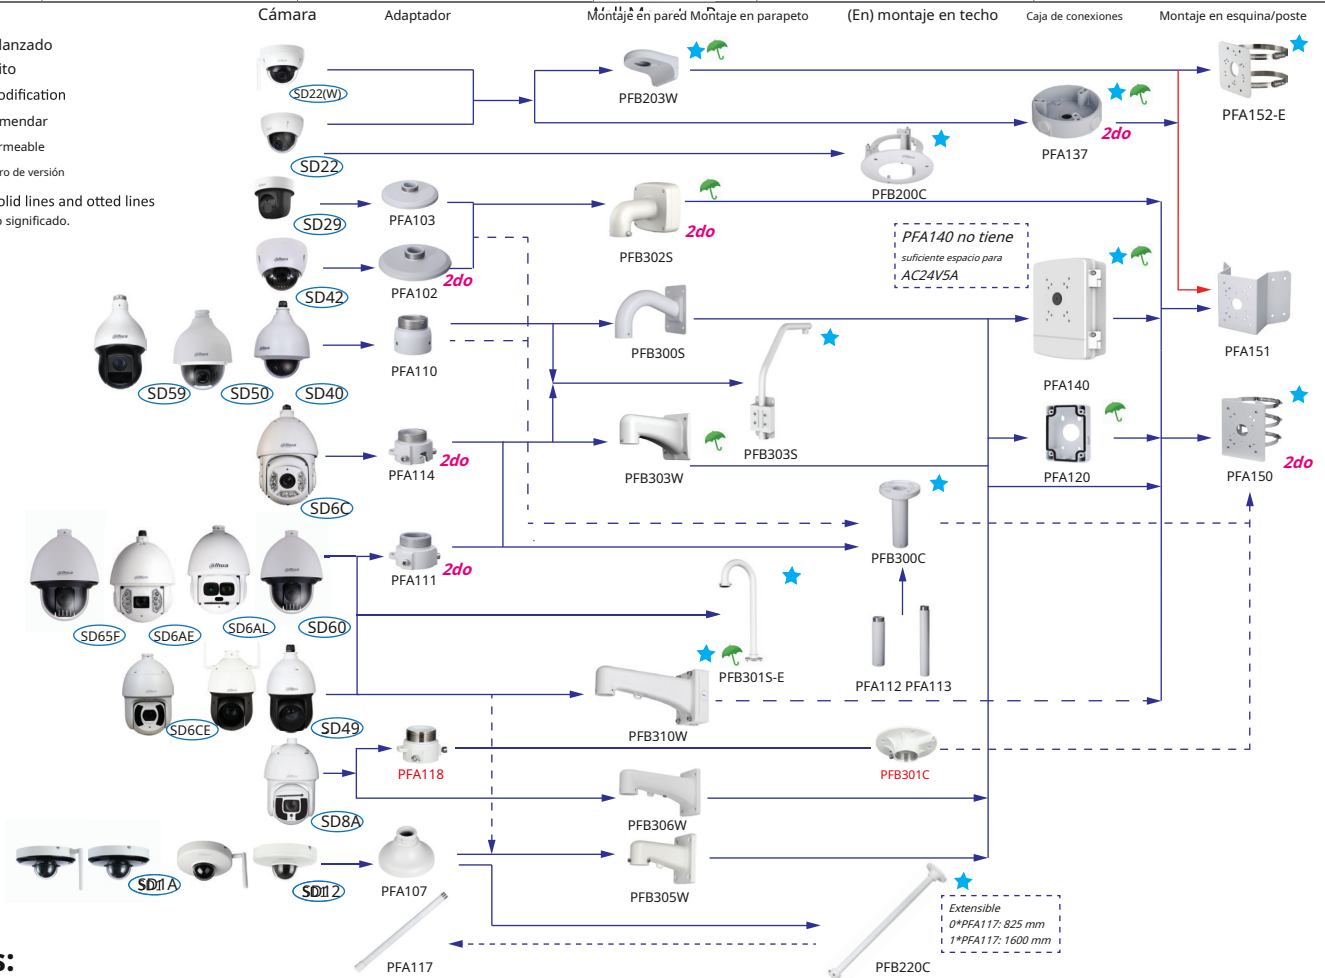 Cámara
Adaptador
Montaje en pared
Montaje en parapeto
(En) montaje en techo
Caja de conexiones
Montaje en esquina/poste
lanzado
ito
odification
mendar
rmeable
ro de versión
olid lines and otted lines
o significado.
SD22(W)
PFB203W
PFA152-E
SD22
PFB200C
PFA137
2do
SD29
PFA103
PFB302S
2do
PFA140 no tiene
suficiente espacio para
AC24V5A
SD42
PFA102
2do
PFA151
SD59
SD50
SD40
PFA110
PFB300S
PFB303S
PFA140
SD6C
PFA114
2do
PFB303W
PFA120
PFA150
2do
SD65F
SD6AE
SD6AL
SD60
PFA111
2do
PFB300C
PFB301S-E
PFA112
PFA113
SD6CE
SD49
PFB310W
SD8A
PFA118
PFB301C
PFB306W
SD1A
SD12
PFA107
PFB305W
PFA117
PFB220C
Extensible
0*PFA117: 825 mm
1*PFA117: 1600 mm
s: